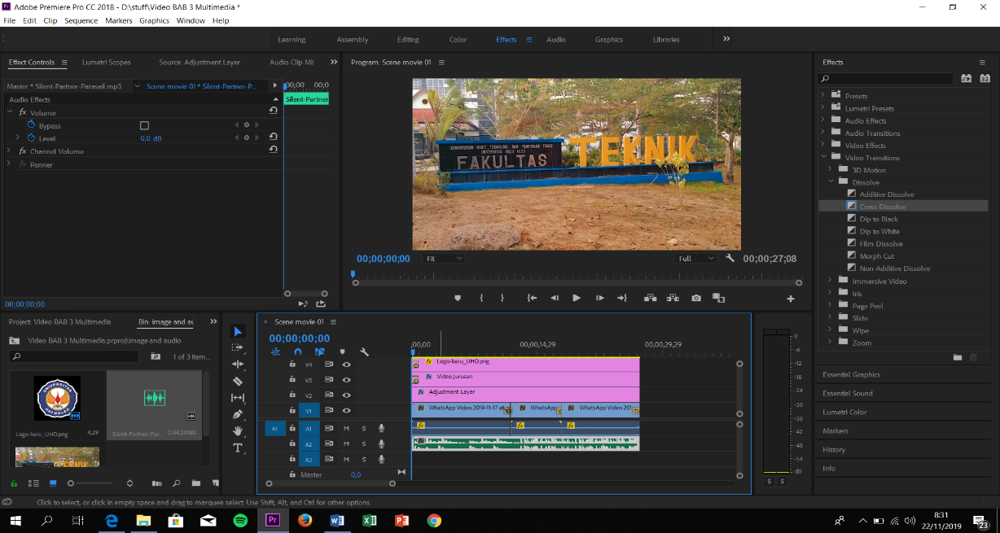 Adobe Premiere Pro CC 2018 - D:\stuff\Video BAB 3 Multimedia *
File Edit Clip Sequence Markers Graphics Window Help
Learning Assembly Editing Color Effects Audio Graphics Libraries
Effect Controls Lumetri Scopes Source: Adjustment Layer Audio Clip Mi
Master * Silent-Partner-Parasail.mp3 Scene movie 01 * Silent-Partner-P...
;00;00 00;0
Audio Effects
Silent-Partner
fx Volume
Bypass
Level 0,0 dB
fx Channel Volume
fx Panner
00;00;00;00
Program: Scene movie 01
KEMENTERIAN RISET, TEKNOLOGI DAN PENDIDIKAN TINGGI
UNIVERSITAS HALU OLEO
FAKULTAS TEKNIK
00;00;00;00 Fit Full 00;00;27;08
Effects
Presets
Lumetri Presets
Audio Effects
Audio Transitions
Video Effects
Video Transitions
3D Motion
Dissolve
Additive Dissolve
Cross Dissolve
Dip to Black
Dip to White
Film Dissolve
Morph Cut
Non-Additive Dissolve
Immersive Video
Iris
Page Peel
Slide
Wipe
Zoom
Essential Graphics
Essential Sound
Lumetri Color
Markers
History
Info
Project: Video BAB 3 Multimedia Bin: Image and au
Video BAB 3 Multimedia.prproj\Image and audio
1 of 3 item...
Logo-baru_UHO.png 4;29
Silent-Partner-Par... 3:04,24480
× Scene movie 01
00;00;00;00
;00;00 00;00;14;29 00;00;29;29
V4 fx Logo-baru_UHO.png
V3 fx Video Jurusan
V2 fx Adjustment Layer
V1 fx WhatsApp Video 2019-11-17 at fx WhatsApp fx WhatsApp Video 201
A1 A1 M S fx fx fx
A2 M S
A3 M S
Master 0,0
0
-6
-12
-18
-24
-30
-36
-42
-48
-54
dB
S S
Click to select, or click in empty space and drag to marquee select. Use Shift, Alt, and Ctrl for other options.
8:31
22/11/2019
23